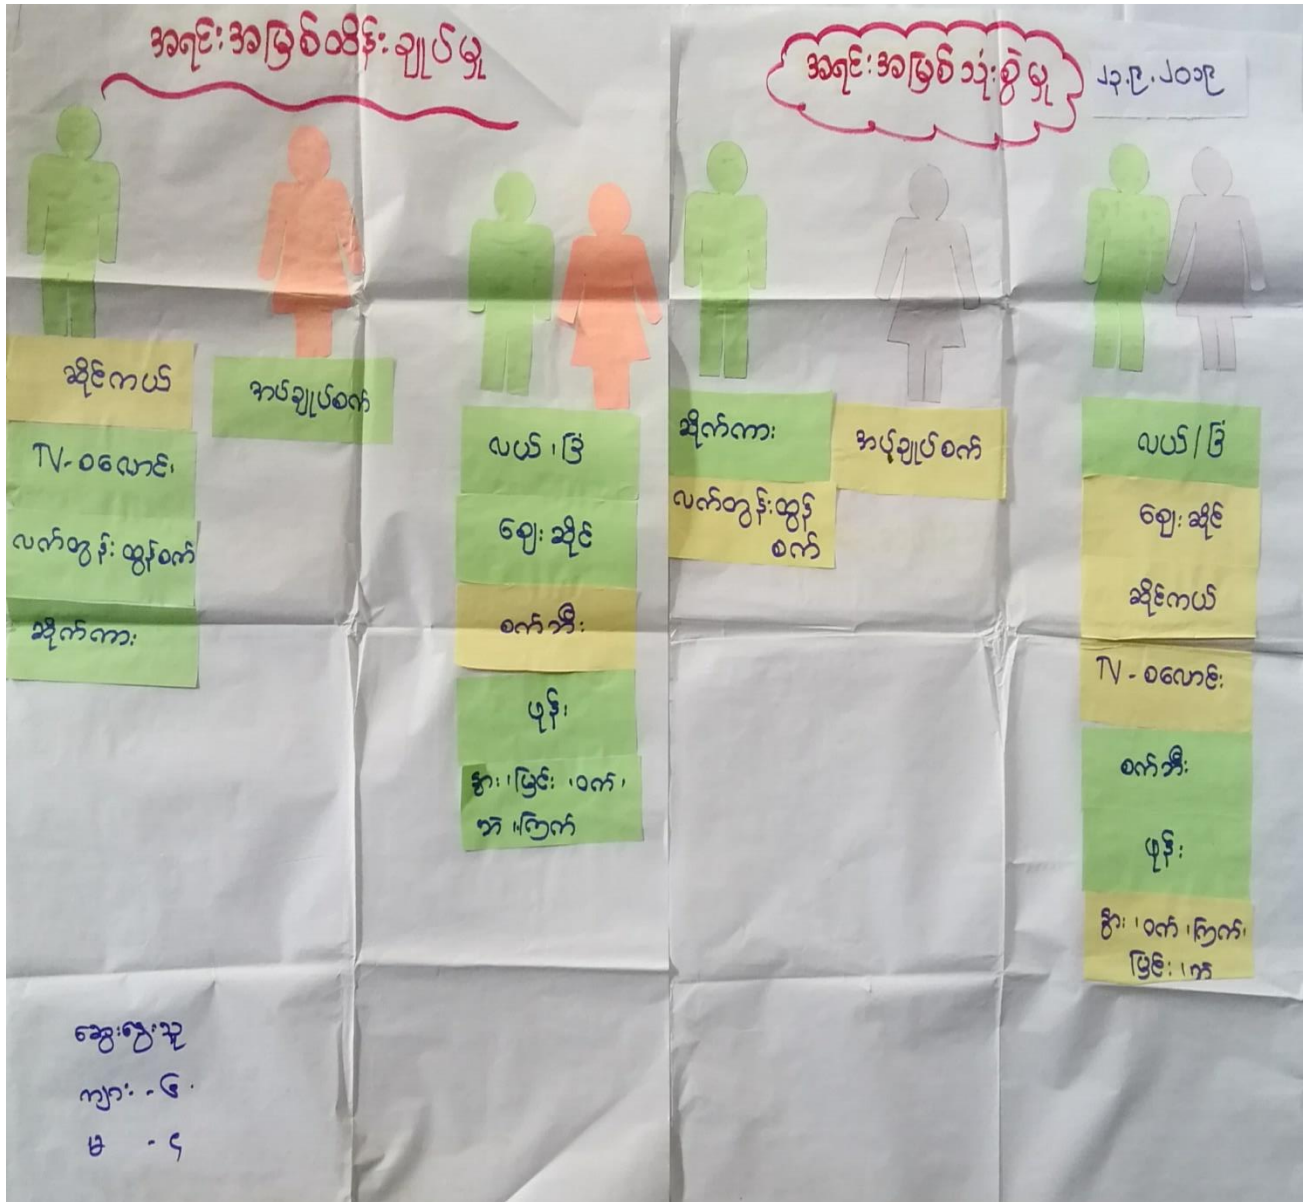 အရင်းအမြစ်ထိန်းချုပ်မှု
ဆိုင်ကယ်
TV-စလောင်း
လက်တွန်းထွန်စက်
ဆိုက်ကား
အပ်ချုပ်စက်
လယ်၊ခြံ
ဈေးဆိုင်
စက်ဘီး
ဖုန်း
နွား၊မြင်း၊ဝက်၊
ဘဲ၊ကြက်
ဆွေးနွေးသူ
ကျား - ၆
မ - ၄
အရင်းအမြစ်သုံးစွဲမှု
၂၃.၉.၂၀၁၉
ဆိုက်ကား
လက်တွန်းထွန်
စက်
အပ်ချုပ်စက်
လယ်/ခြံ
ဈေးဆိုင်
ဆိုင်ကယ်
TV-စလောင်း
စက်ဘီး
ဖုန်း
နွား၊ဝက်၊ကြက်၊
မြင်း၊ဘဲ